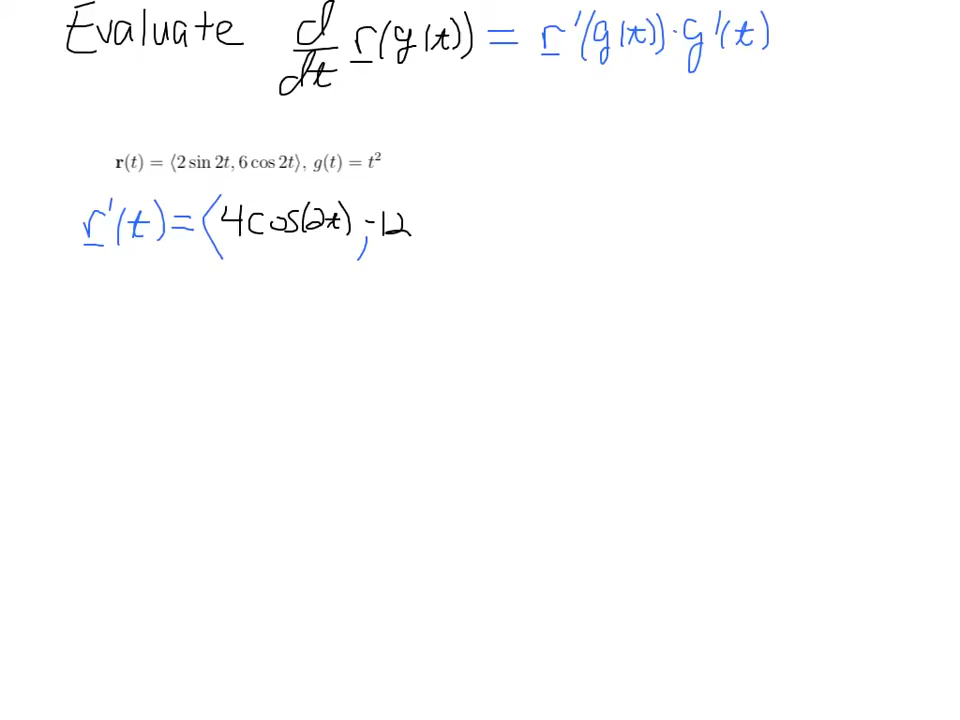 Evaluate d/dt r(g(t)) = r'(g(t))·g'(t)
r(t) = ⟨2 sin 2t, 6 cos 2t⟩, g(t) = t²
r'(t) = ⟨4cos(2t), -12